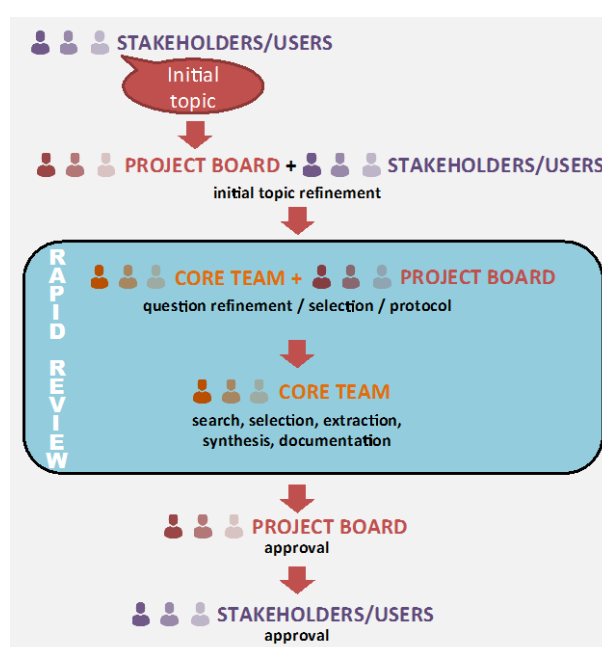 STAKEHOLDERS/USERS
Initial
topic
PROJECT BOARD + STAKEHOLDERS/USERS
initial topic refinement
RAPID REVIEW
CORE TEAM + PROJECT BOARD
question refinement / selection / protocol
CORE TEAM
search, selection, extraction,
synthesis, documentation
PROJECT BOARD
approval
STAKEHOLDERS/USERS
approval